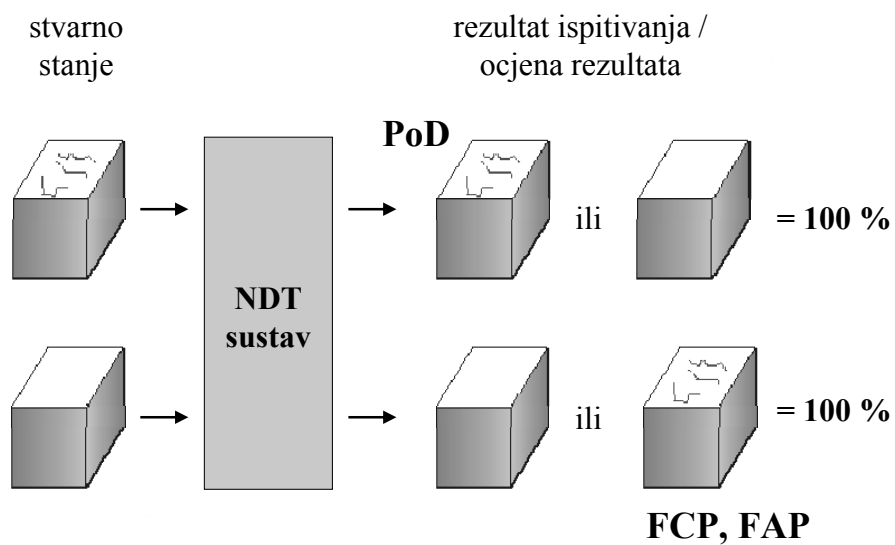 stvarno
stanje
rezultat ispitivanja /
ocjena rezultata
PoD
ili
= 100 %
NDT
sustav
ili
= 100 %
FCP, FAP